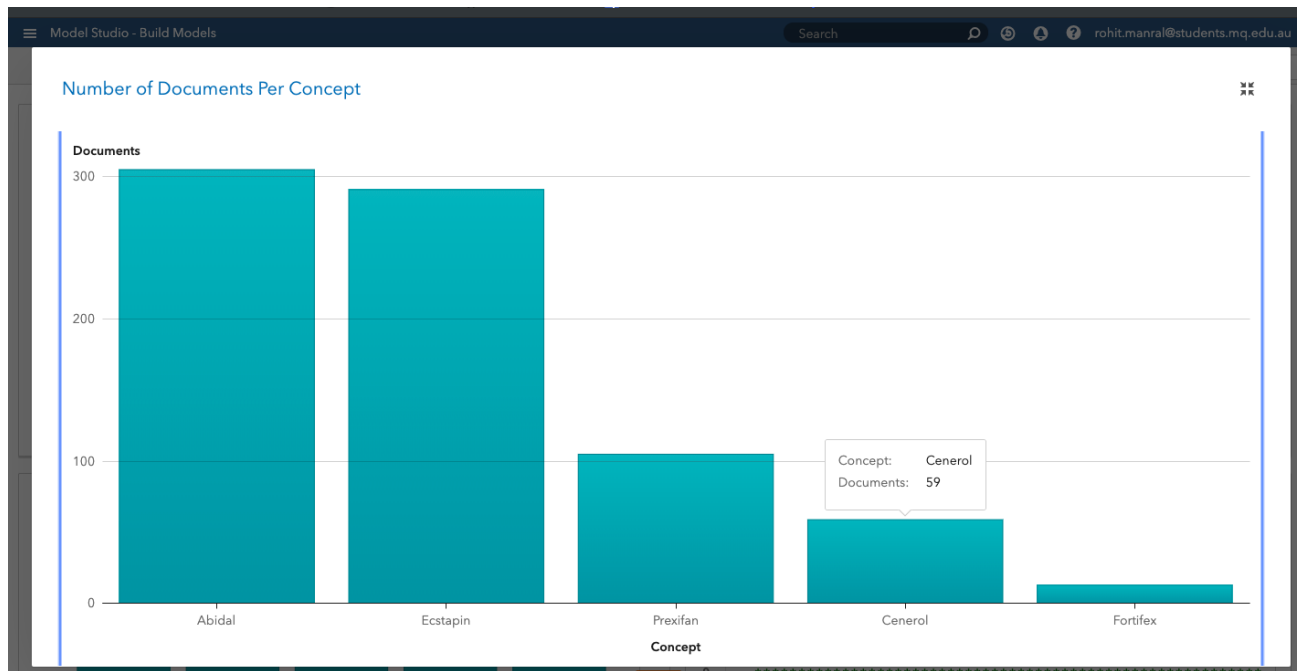 Model Studio - Build Models
Search
rohit.manral@students.mq.edu.au
Number of Documents Per Concept
Documents
300
200
100
0
Concept: Cenerol
Documents: 59
Abidal
Ecstapin
Prexifan
Cenerol
Fortifex
Concept